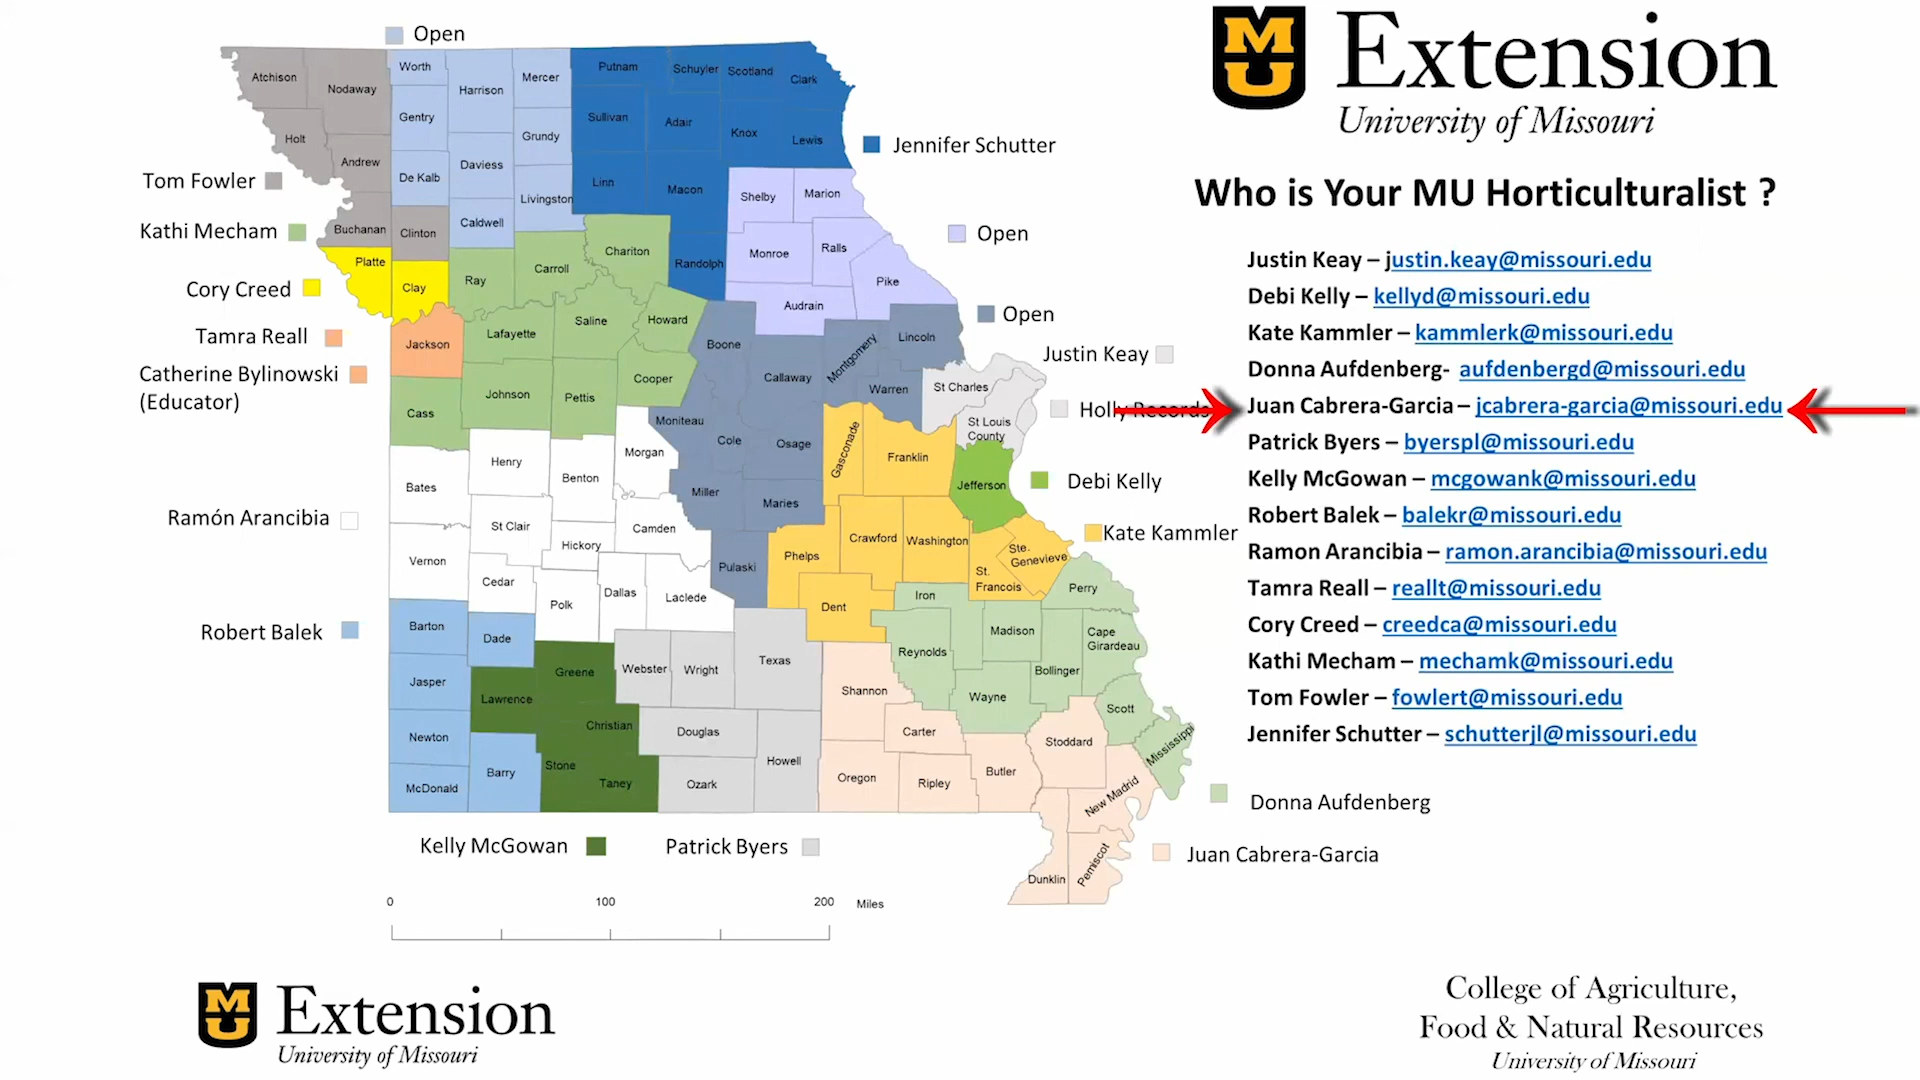 Open
Worth
Harrison
Mercer
Putnam
Schuyler
Scotland
Clark
Atchison
Nodaway
Gentry
Grundy
Sullivan
Adair
Knox
Lewis
Holt
Andrew
De Kalb
Daviess
Livingston
Linn
Macon
Shelby
Marion
Buchanan
Clinton
Caldwell
Chariton
Randolph
Monroe
Ralls
Pike
Audrain
Platte
Clay
Ray
Carroll
Saline
Howard
Jackson
Lafayette
Boone
Callaway
Montgomery
Lincoln
Warren
St Charles
St Louis
County
Cass
Johnson
Pettis
Cooper
Moniteau
Cole
Osage
Gasconade
Franklin
Jefferson
Bates
Henry
Benton
Morgan
Miller
Maries
St Clair
Hickory
Camden
Vernon
Cedar
Polk
Dallas
Laclede
Pulaski
Phelps
Crawford
Washington
St.
Francois
Ste.
Genevieve
Dent
Iron
Perry
Barton
Dade
Greene
Webster
Wright
Texas
Reynolds
Madison
Cape
Girardeau
Bollinger
Jasper
Lawrence
Christian
Shannon
Wayne
Scott
Newton
Douglas
Howell
Carter
Stoddard
Mississippi
McDonald
Barry
Stone
Taney
Ozark
Oregon
Ripley
Butler
New Madrid
Dunklin
Pemiscot
Tom Fowler
Kathi Mecham
Cory Creed
Tamra Reall
Catherine Bylinowski
(Educator)
Ramón Arancibia
Robert Balek
Kelly McGowan
Patrick Byers
Jennifer Schutter
Open
Open
Justin Keay
Holly Records
Debi Kelly
Kate Kammler
Donna Aufdenberg
Juan Cabrera-Garcia
0 100 200 Miles
MU Extension
University of Missouri
Who is Your MU Horticulturalist ?
Justin Keay – justin.keay@missouri.edu
Debi Kelly – kellyd@missouri.edu
Kate Kammler – kammlerk@missouri.edu
Donna Aufdenberg- aufdenbergd@missouri.edu
Juan Cabrera-Garcia – jcabrera-garcia@missouri.edu
Patrick Byers – byerspl@missouri.edu
Kelly McGowan – mcgowank@missouri.edu
Robert Balek – balekr@missouri.edu
Ramon Arancibia – ramon.arancibia@missouri.edu
Tamra Reall – reallt@missouri.edu
Cory Creed – creedca@missouri.edu
Kathi Mecham – mechamk@missouri.edu
Tom Fowler – fowlert@missouri.edu
Jennifer Schutter – schutterjl@missouri.edu
MU Extension
University of Missouri
College of Agriculture,
Food & Natural Resources
University of Missouri